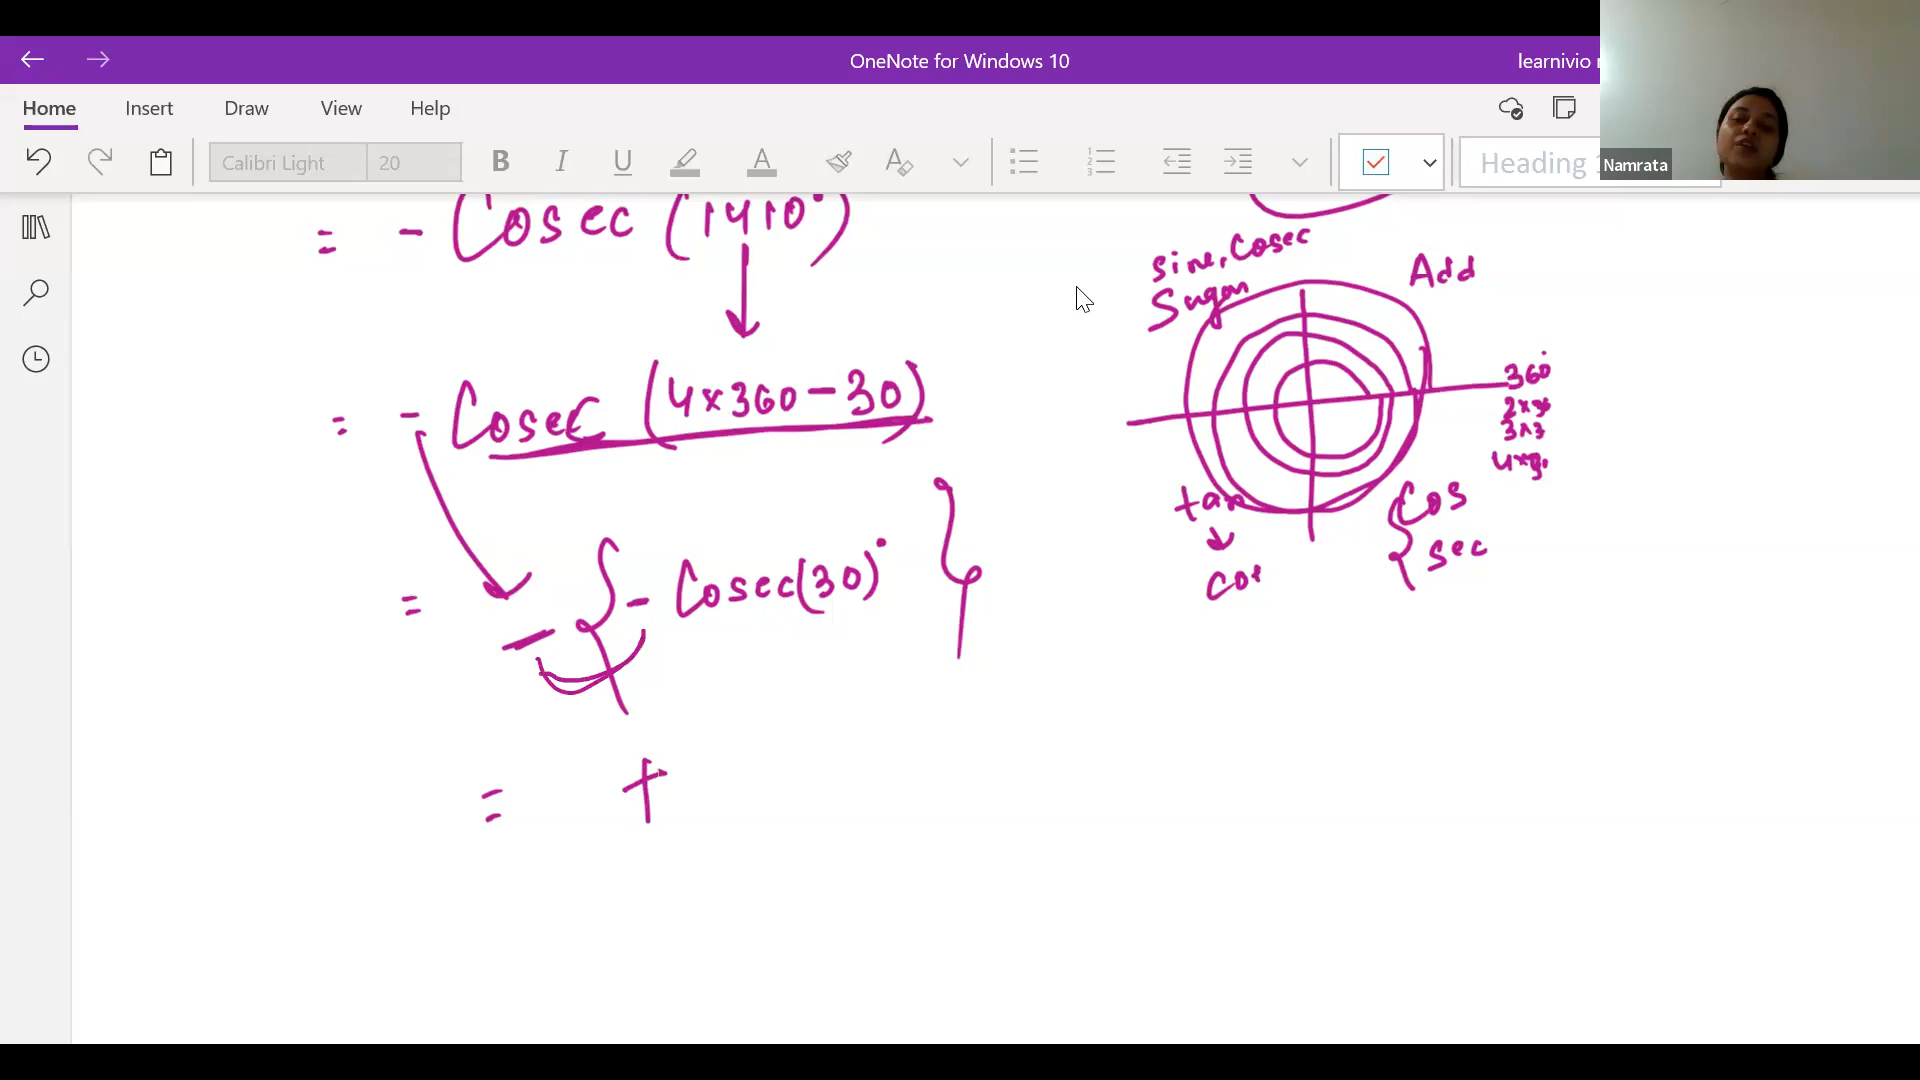 OneNote for Windows 10
learnivio
Home Insert Draw View Help
Calibri Light 20
B I U A A
Heading
Namrata
= - Cosec (1410°)
= - Cosec (4×360-30)
= - { - Cosec(30)° }
= +
sine, Cosec
Sugar
Add
360°
2×36
3×3
4×
tan
cot
Cos
sec